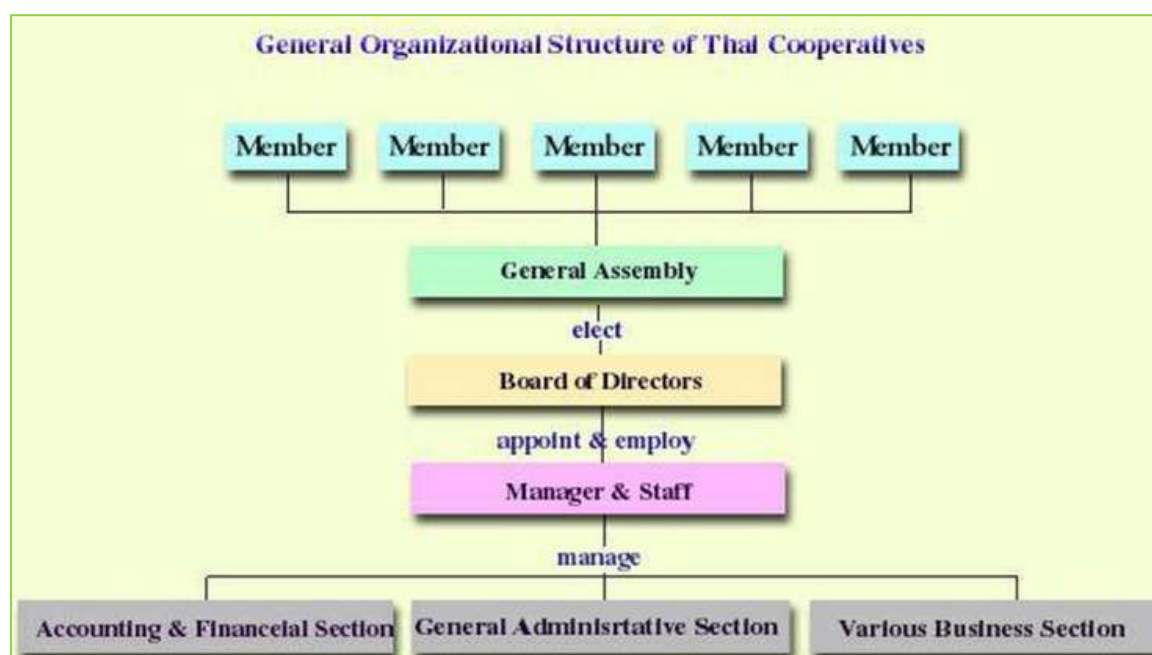 General Organizational Structure of Thai Cooperatives
Member Member Member Member Member
General Assembly
elect
Board of Directors
appoint & employ
Manager & Staff
manage
Accounting & Financeial Section General Adminisrtative Section Various Business Section